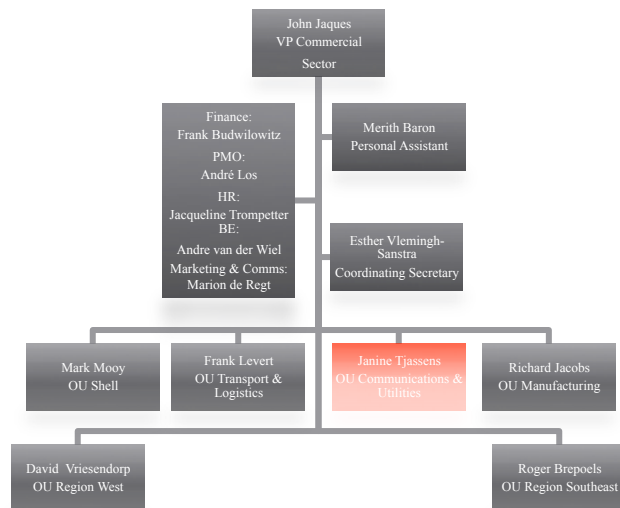 John Jaques
VP Commercial
Sector
Finance:
Frank Budwilowitz
PMO:
André Los
HR:
Jacqueline Trompetter
BE:
Andre van der Wiel
Marketing & Comms:
Marion de Regt
Merith Baron
Personal Assistant
Esther Vlemingh-
Sanstra
Coordinating Secretary
Mark Mooy
OU Shell
Frank Levert
OU Transport &
Logistics
Janine Tjassens
OU Communications &
Utilities
Richard Jacobs
OU Manufacturing
David Vriesendorp
OU Region West
Roger Brepoels
OU Region Southeast